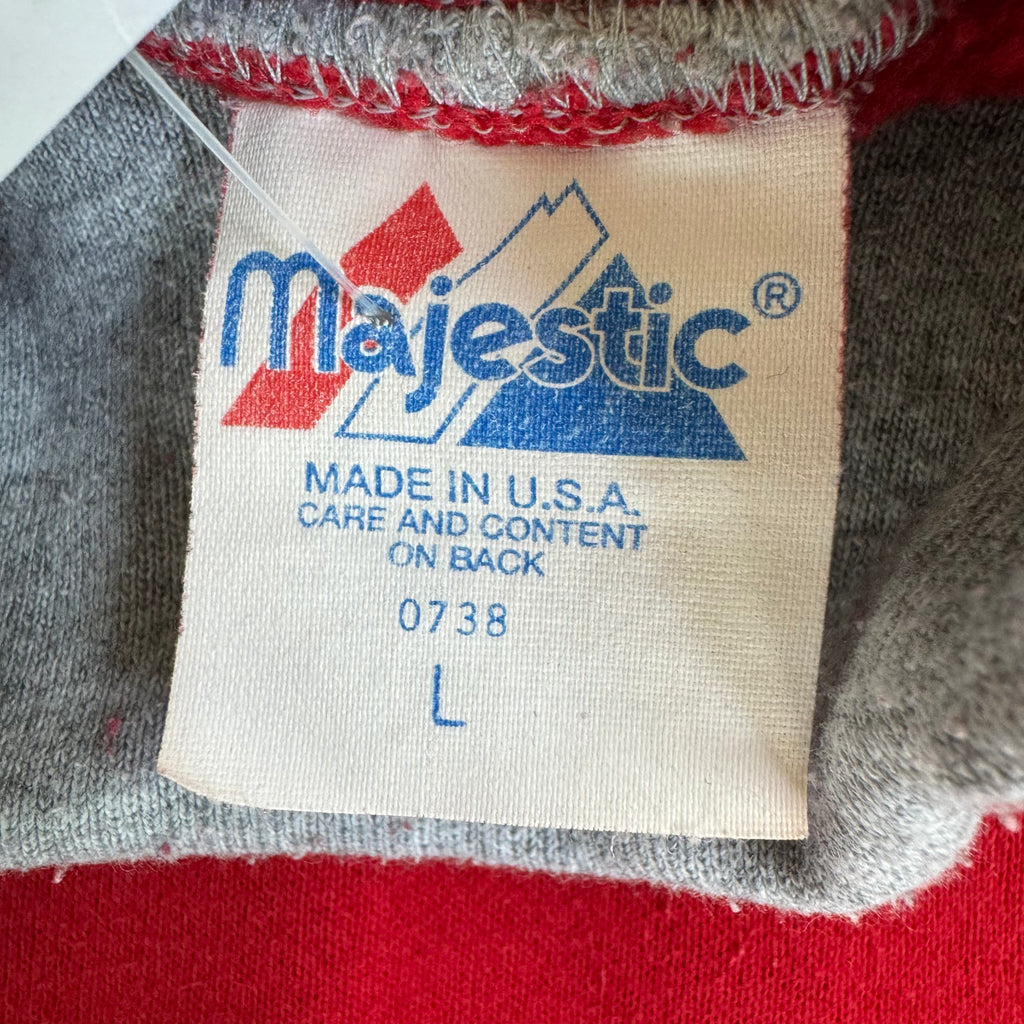 Majestic®
MADE IN U.S.A.
CARE AND CONTENT
ON BACK
0738
L